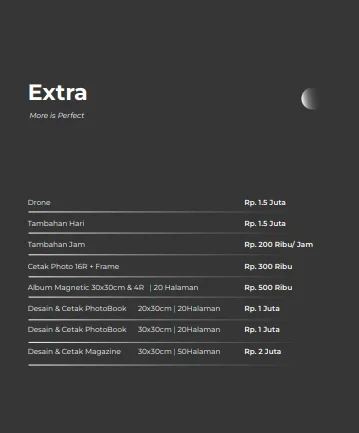 Extra
More is Perfect
Drone Rp. 1.5 Juta
Tambahan Hari Rp. 1.5 Juta
Tambahan Jam Rp. 200 Ribu/ Jam
Cetak Photo 16R + Frame Rp. 300 Ribu
Album Magnetic 30x30cm & 4R | 20 Halaman Rp. 500 Ribu
Desain & Cetak PhotoBook 20x30cm | 20Halaman Rp. 1 Juta
Desain & Cetak PhotoBook 30x30cm | 20Halaman Rp. 1 Juta
Desain & Cetak Magazine 30x30cm | 50Halaman Rp. 2 Juta